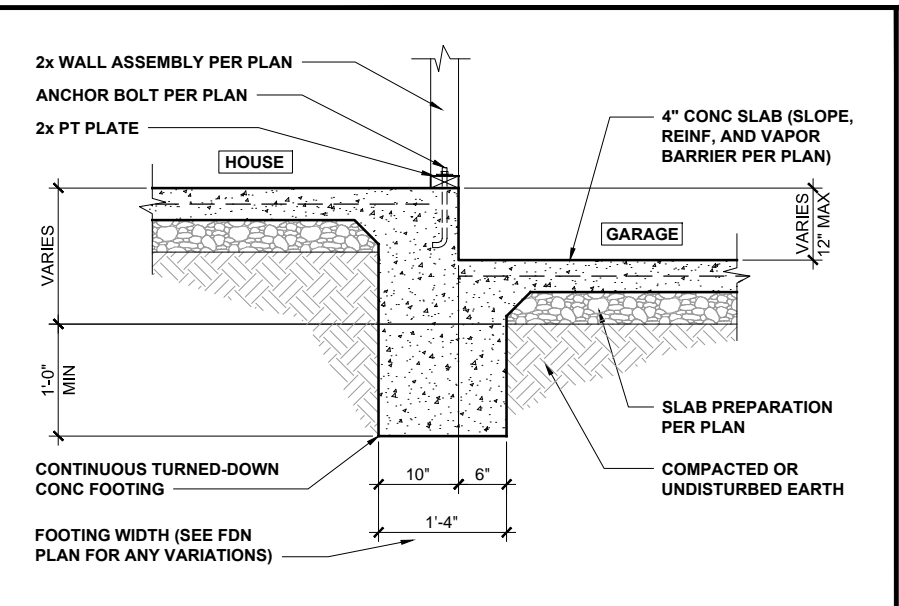 2x WALL ASSEMBLY PER PLAN
ANCHOR BOLT PER PLAN
2x PT PLATE
HOUSE
4" CONC SLAB (SLOPE,
REINF, AND VAPOR
BARRIER PER PLAN)
GARAGE
VARIES
12" MAX
VARIES
1'-0"
MIN
SLAB PREPARATION
PER PLAN
COMPACTED OR
UNDISTURBED EARTH
CONTINUOUS TURNED-DOWN
CONC FOOTING
10"
6"
1'-4"
FOOTING WIDTH (SEE FDN
PLAN FOR ANY VARIATIONS)